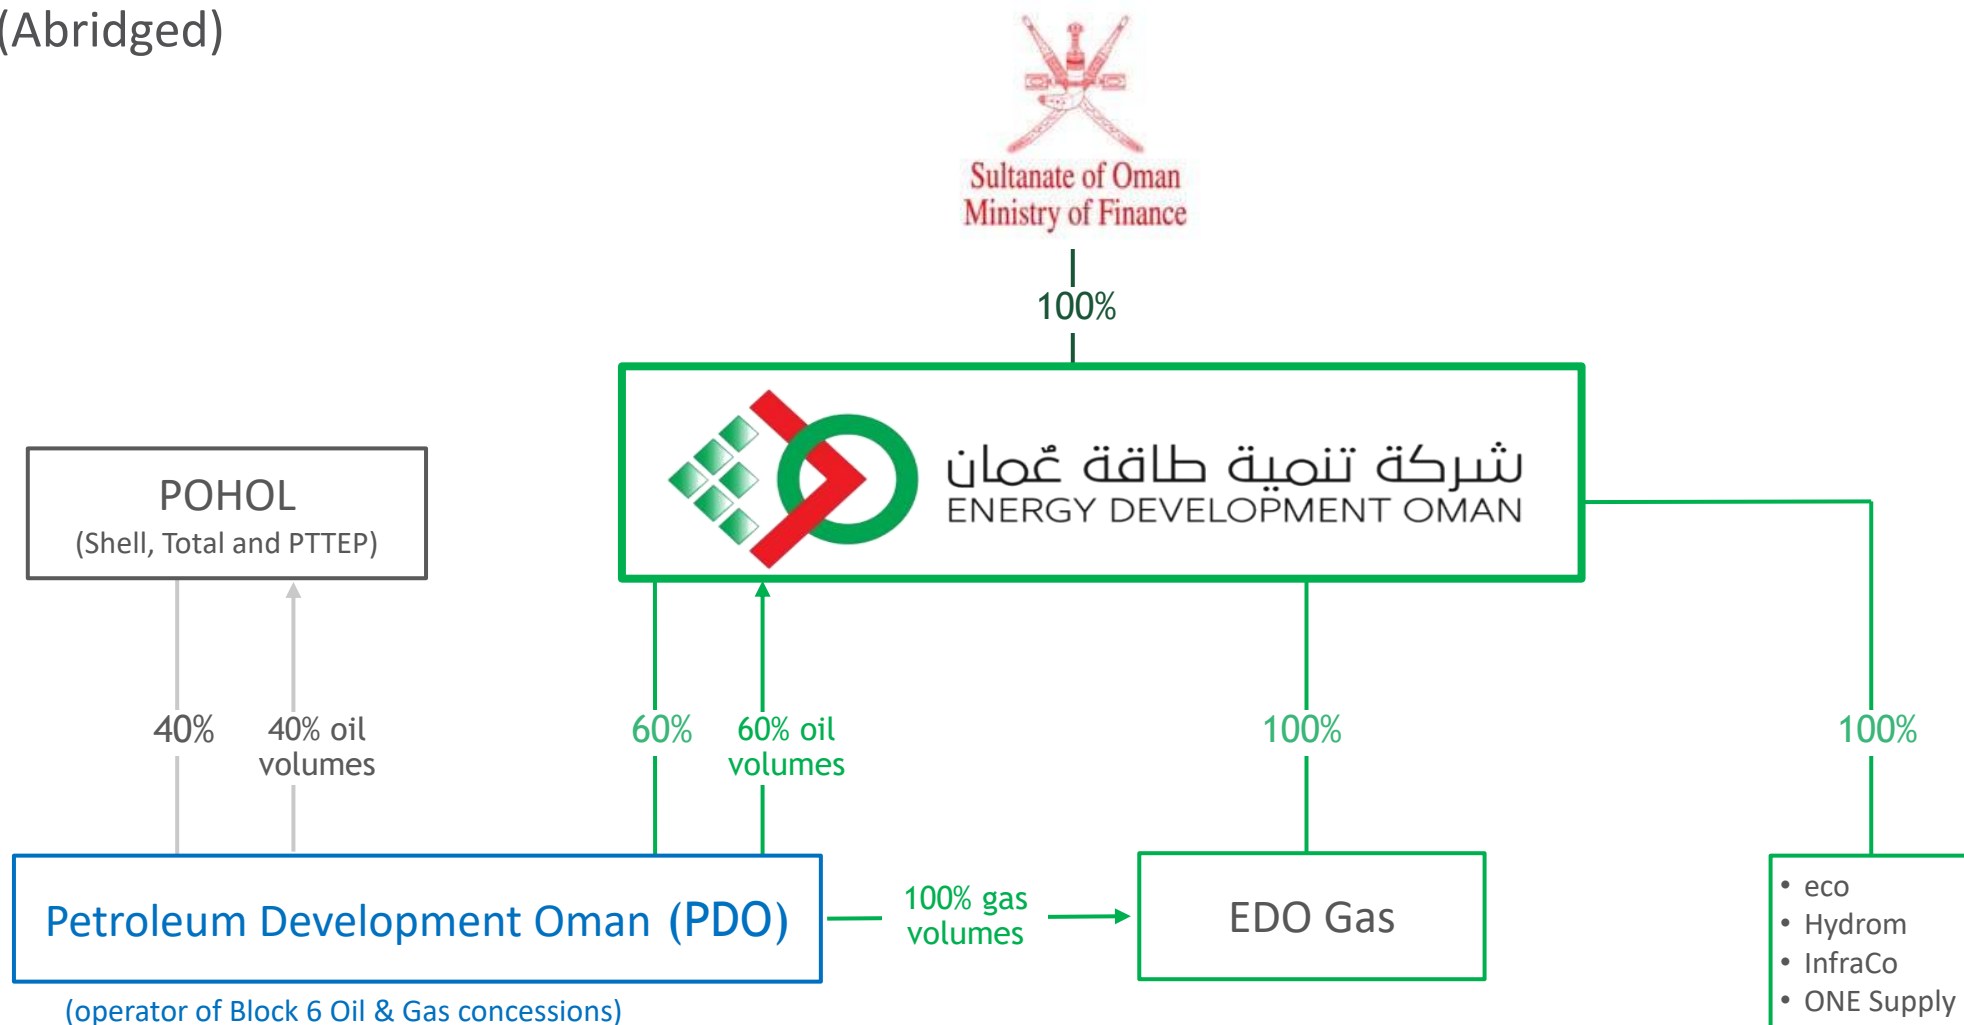 (Abridged)
Sultanate of Oman
Ministry of Finance
100%
شركة تنمية طاقة عُمان
ENERGY DEVELOPMENT OMAN
POHOL
(Shell, Total and PTTEP)
40%
40% oil
volumes
60%
60% oil
volumes
100%
100%
Petroleum Development Oman (PDO)
100% gas
volumes
EDO Gas
• eco
• Hydrom
• InfraCo
• ONE Supply
(operator of Block 6 Oil & Gas concessions)